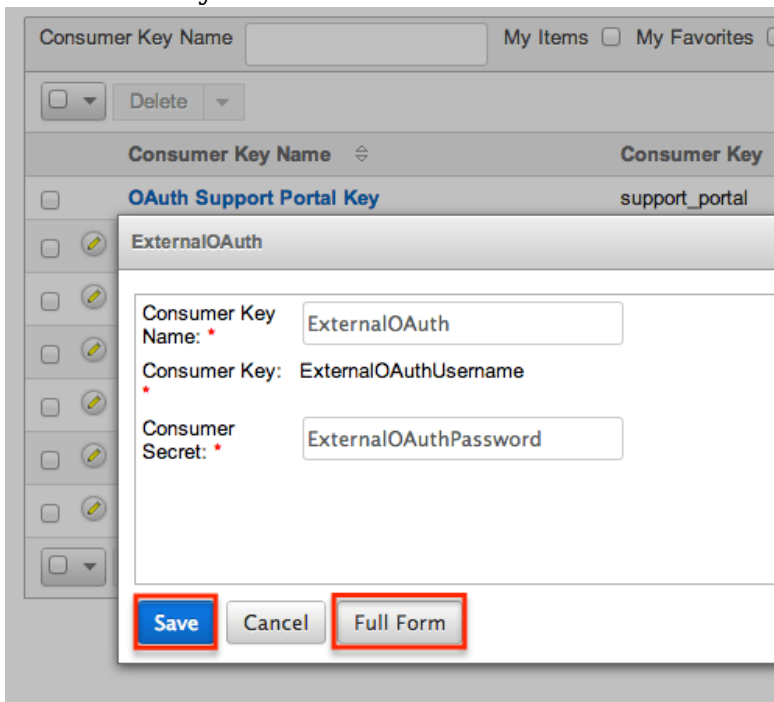 Consumer Key Name My Items My Favorites
Delete
Consumer Key Name Consumer Key
OAuth Support Portal Key support_portal
ExternalOAuth
Consumer Key
Name: * ExternalOAuth
Consumer Key: ExternalOAuthUsername
*
Consumer
Secret: * ExternalOAuthPassword
Save Cancel Full Form